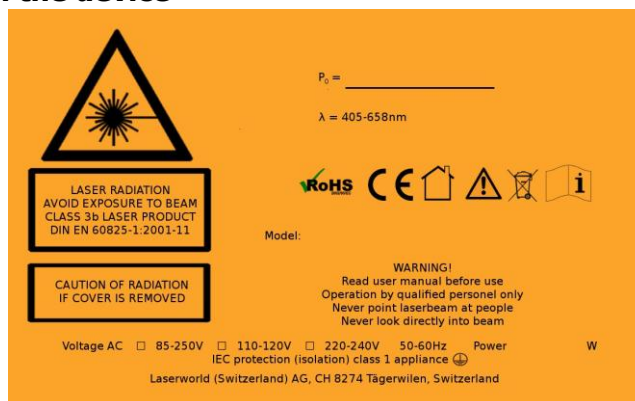 P₀ = 
λ = 405-658nm
RoHS CE i
LASER RADIATION
AVOID EXPOSURE TO BEAM
CLASS 3b LASER PRODUCT
DIN EN 60825-1:2001-11
Model:
CAUTION OF RADIATION
IF COVER IS REMOVED
WARNING!
Read user manual before use
Operation by qualified personel only
Never point laserbeam at people
Never look directly into beam
Voltage AC □ 85-250V □ 110-120V □ 220-240V 50-60Hz Power W
IEC protection (isolation) class 1 appliance
Laserworld (Switzerland) AG, CH 8274 Tägerwilen, Switzerland